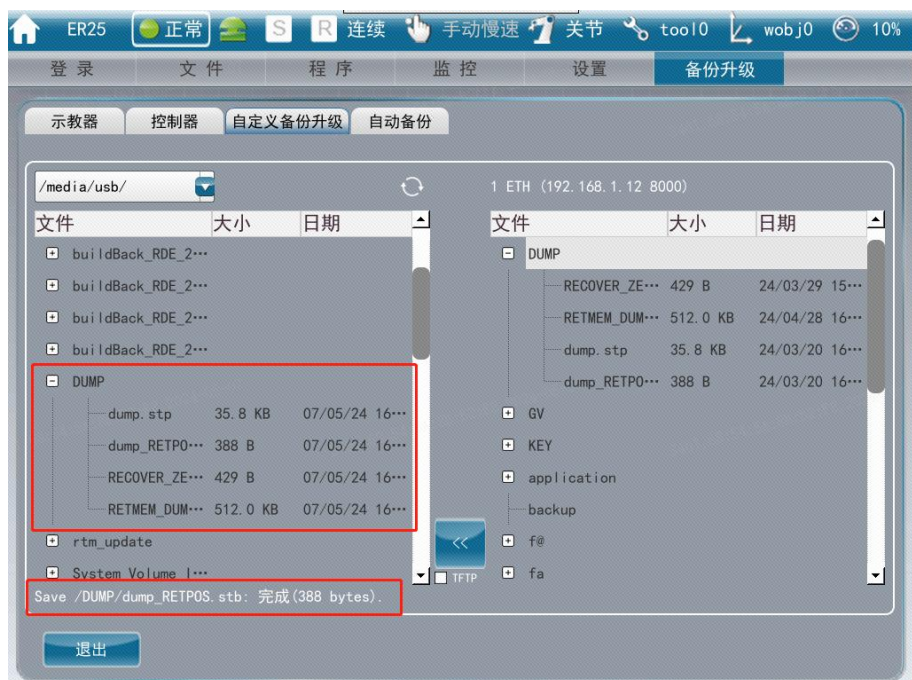 ER25 正常 S R 连续 手动慢速 关节 tool0 wobj0 10%
登录 文件 程序 监控 设置 备份升级
示教器 控制器 自定义备份升级 自动备份
/media/usb/ 1 ETH (192.168.1.12 8000)
文件 大小 日期 文件 大小 日期
buildBack_RDE_2… DUMP
buildBack_RDE_2… RECOVER_ZE… 429 B 24/03/29 15…
buildBack_RDE_2… RETMEM_DUM… 512.0 KB 24/04/28 16…
buildBack_RDE_2… dump.stp 35.8 KB 24/03/20 16…
DUMP dump_RETPO… 388 B 24/03/20 16…
dump.stp 35.8 KB 07/05/24 16… GV
dump_RETPO… 388 B 07/05/24 16… KEY
RECOVER_ZE… 429 B 07/05/24 16… application
RETMEM_DUM… 512.0 KB 07/05/24 16… backup
rtm_update << f@
System Volume I… TFTP fa
Save /DUMP/dump_RETPOS.stb: 完成(388 bytes).
退出